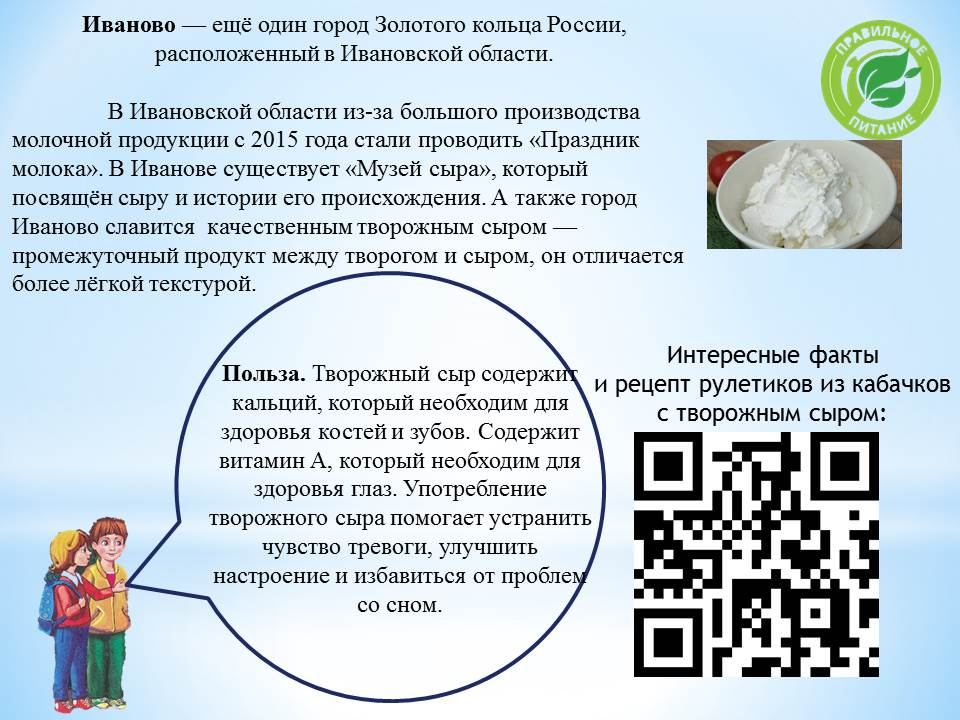 Иваново — ещё один город Золотого кольца России,
расположенный в Ивановской области.
В Ивановской области из-за большого производства
молочной продукции с 2015 года стали проводить «Праздник
молока». В Иванове существует «Музей сыра», который
посвящён сыру и истории его происхождения. А также город
Иваново славится качественным творожным сыром —
промежуточный продукт между творогом и сыром, он отличается
более лёгкой текстурой.
ПРАВИЛЬНОЕ
ПИТАНИЕ
Польза. Творожный сыр содержит
кальций, который необходим для
здоровья костей и зубов. Содержит
витамин А, который необходим для
здоровья глаз. Употребление
творожного сыра помогает устранить
чувство тревоги, улучшить
настроение и избавиться от проблем
со сном.
Интересные факты
и рецепт рулетиков из кабачков
с творожным сыром: